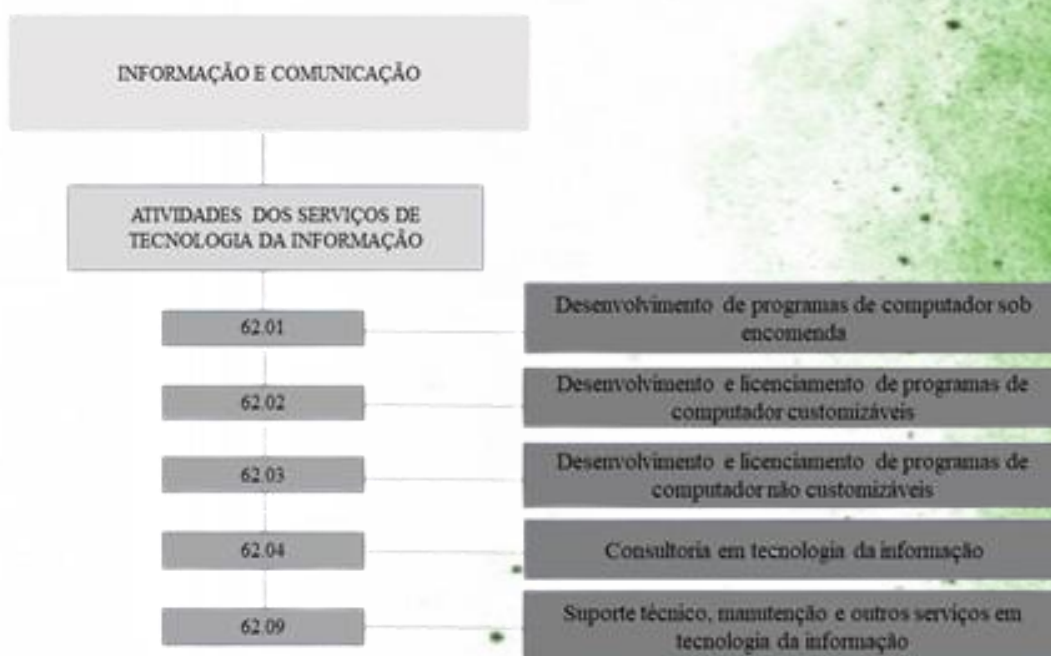 INFORMAÇÃO E COMUNICAÇÃO
ATIVIDADES DOS SERVIÇOS DE
TECNOLOGIA DA INFORMAÇÃO
62.01
Desenvolvimento de programas de computador sob
encomenda
62.02
Desenvolvimento e licenciamento de programas de
computador customizáveis
62.03
Desenvolvimento e licenciamento de programas de
computador não customizáveis
62.04
Consultoria em tecnologia da informação
62.09
Suporte técnico, manutenção e outros serviços em
tecnologia da informação